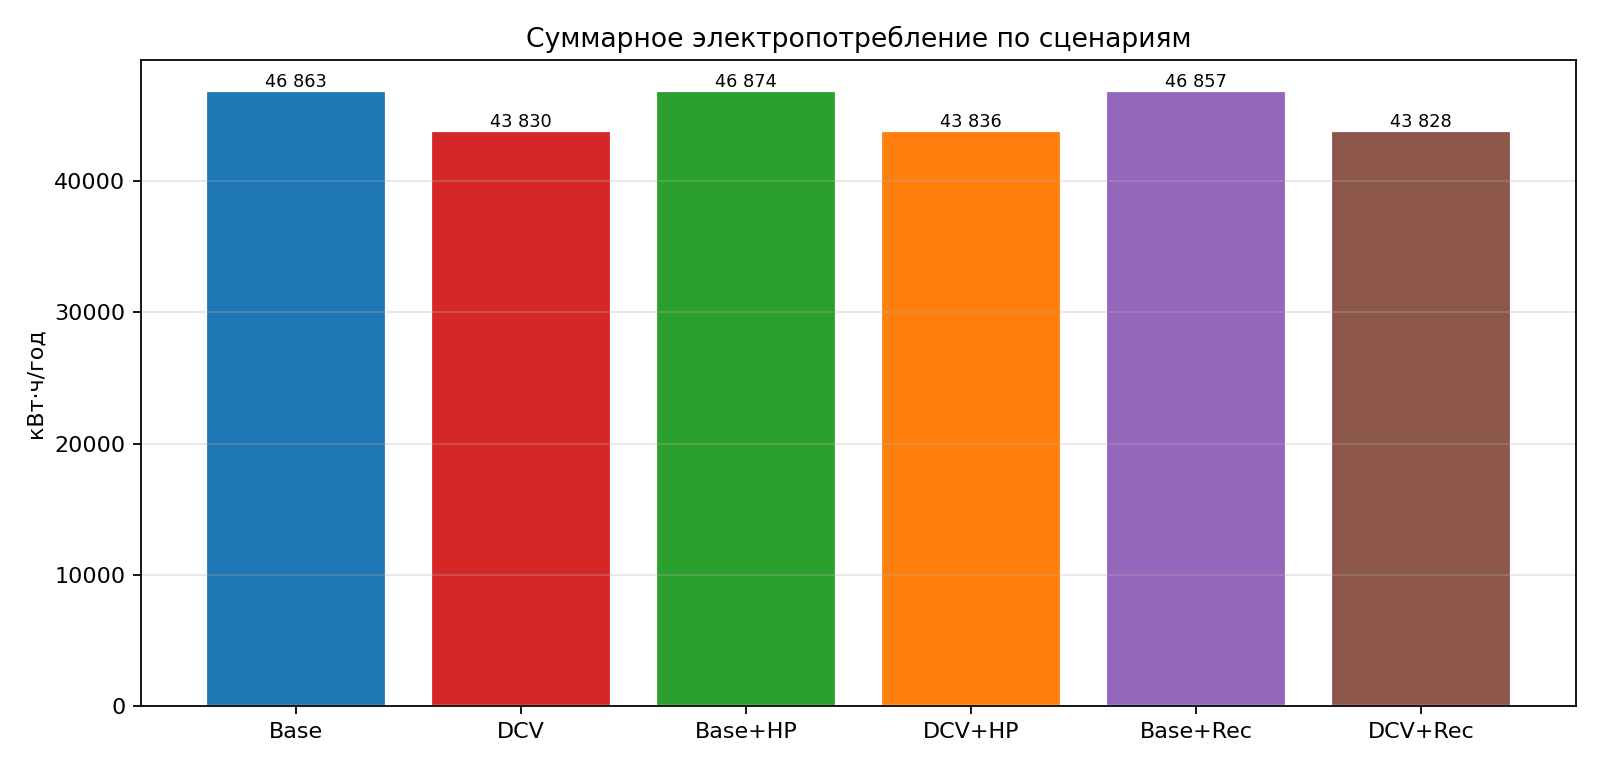 Суммарное электропотребление по сценариям
46 863
43 830
46 874
43 836
46 857
43 828
кВт·ч/год
40000
30000
20000
10000
0
Base
DCV
Base+HP
DCV+HP
Base+Rec
DCV+Rec